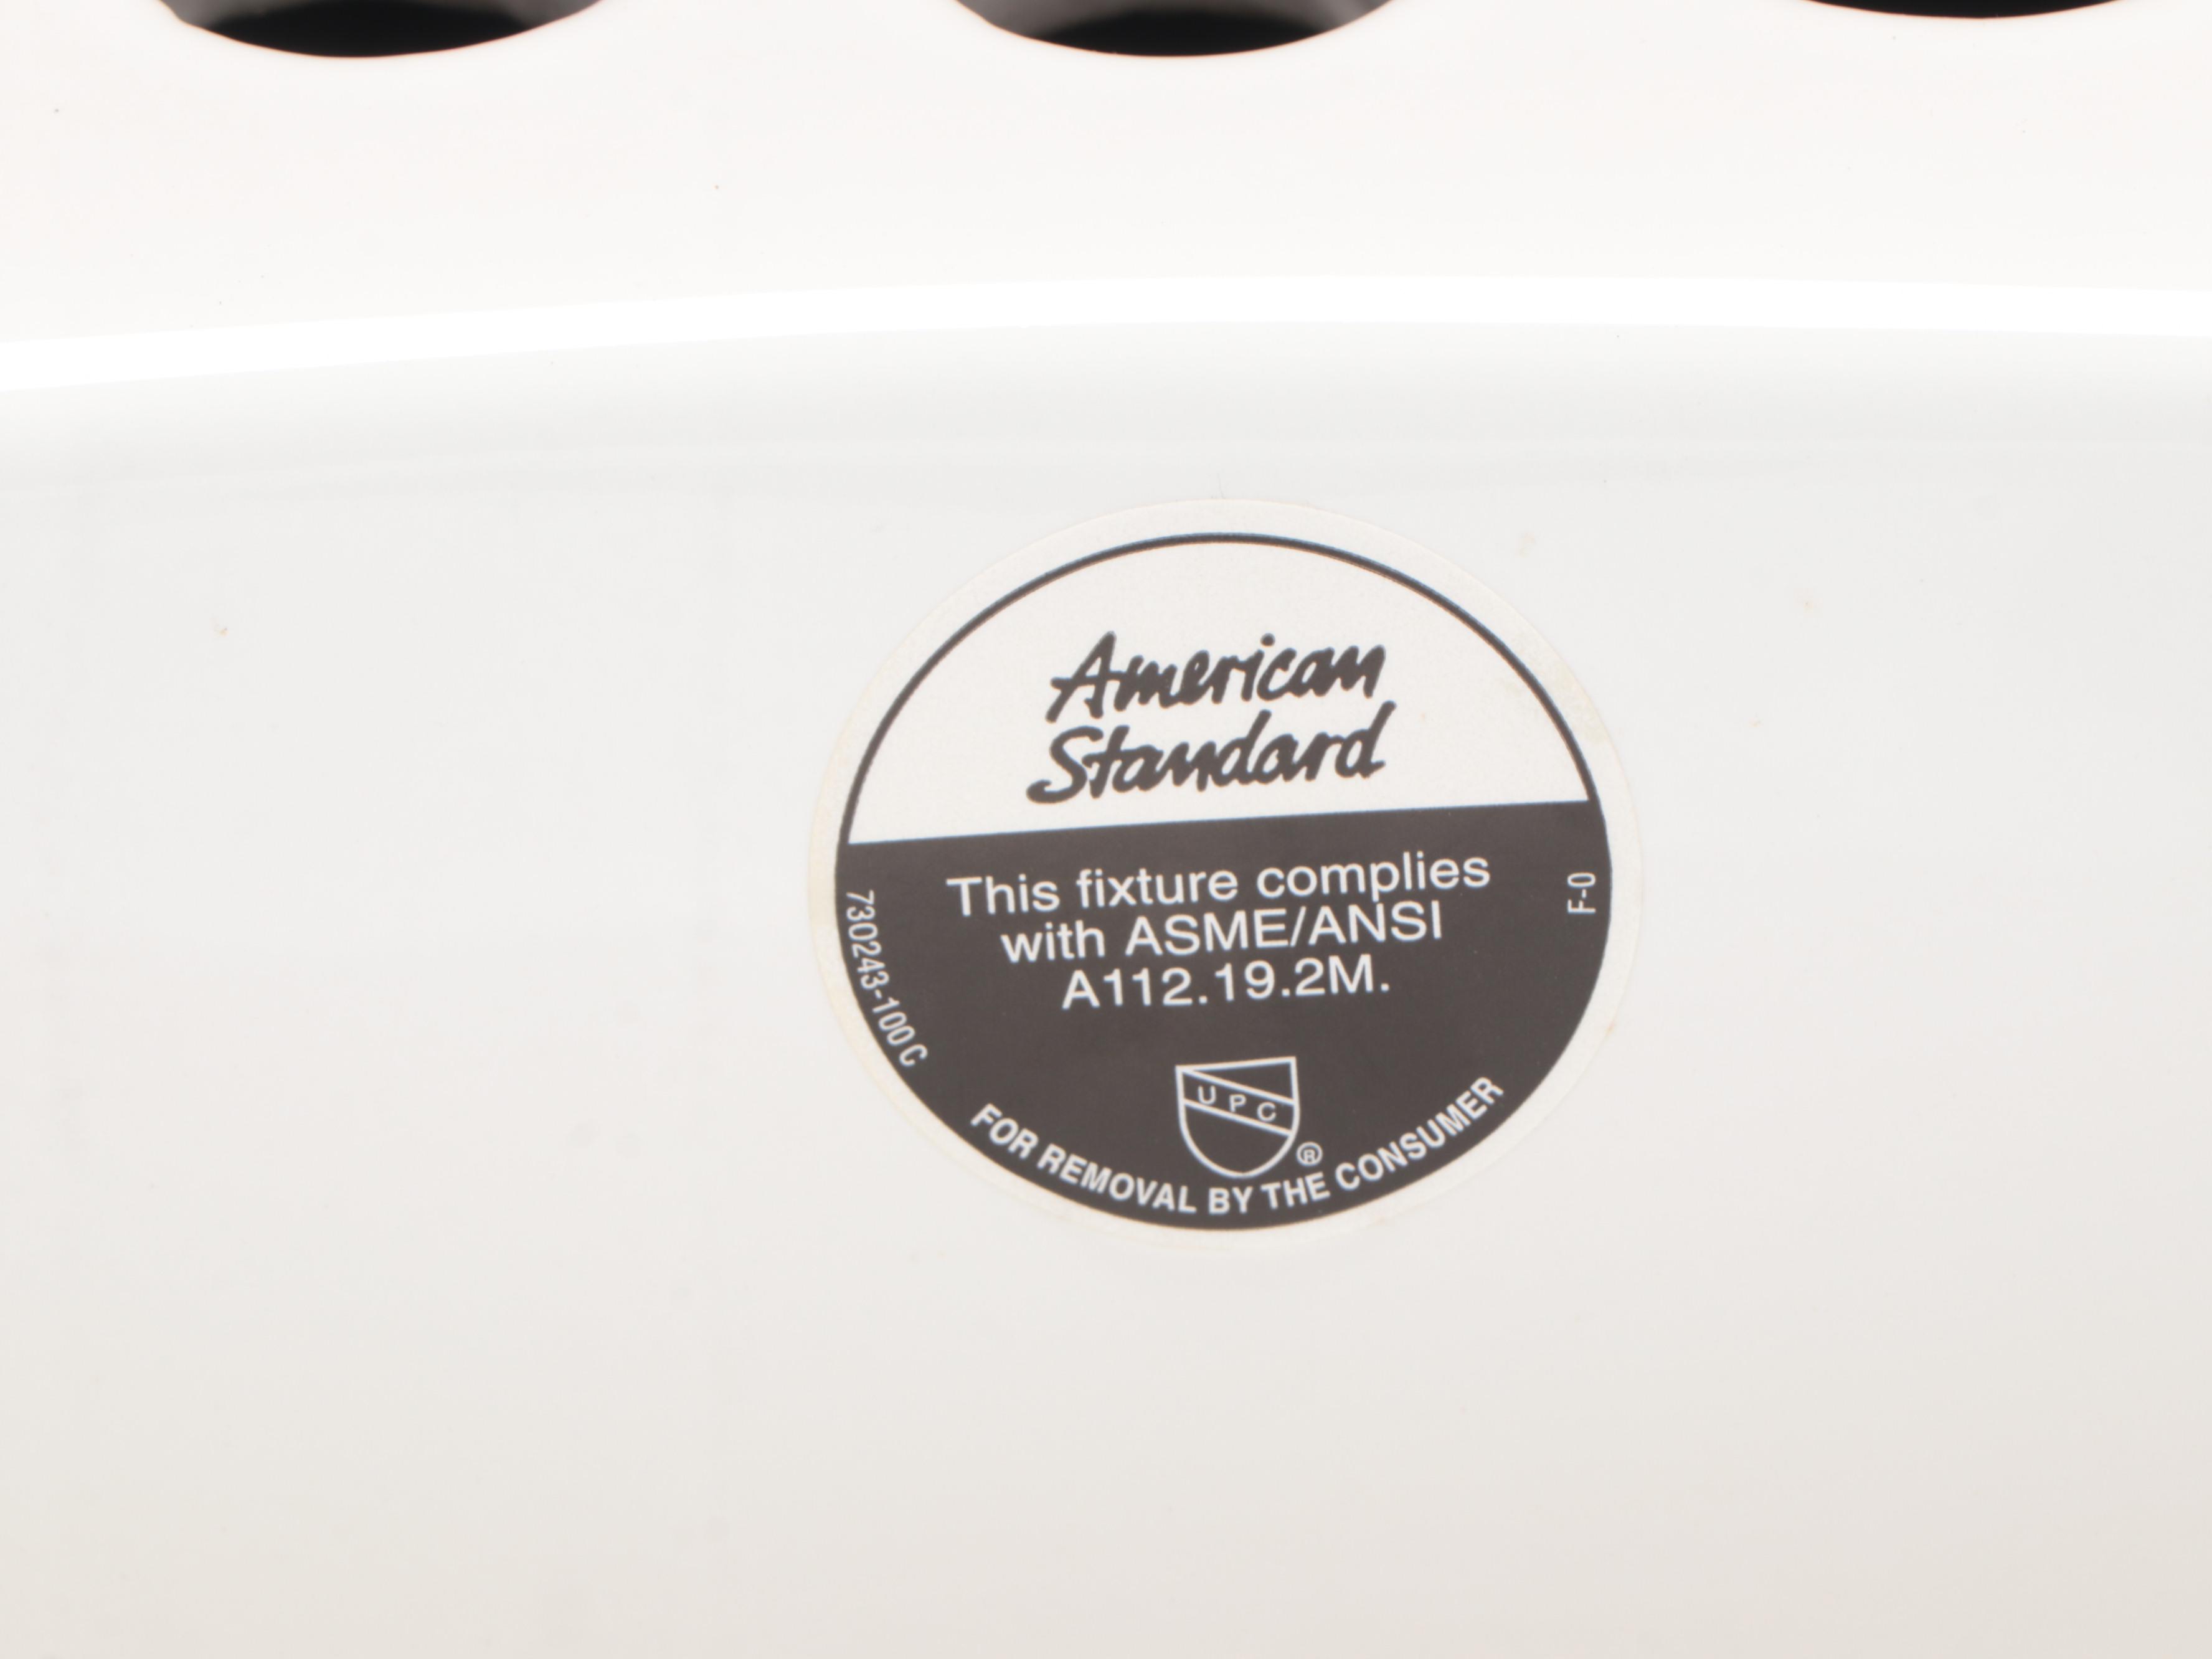 American
Standard
This fixture complies
with ASME/ANSI
A112.19.2M.
730243-100 C
F-0
UPC
®
FOR REMOVAL BY THE CONSUMER